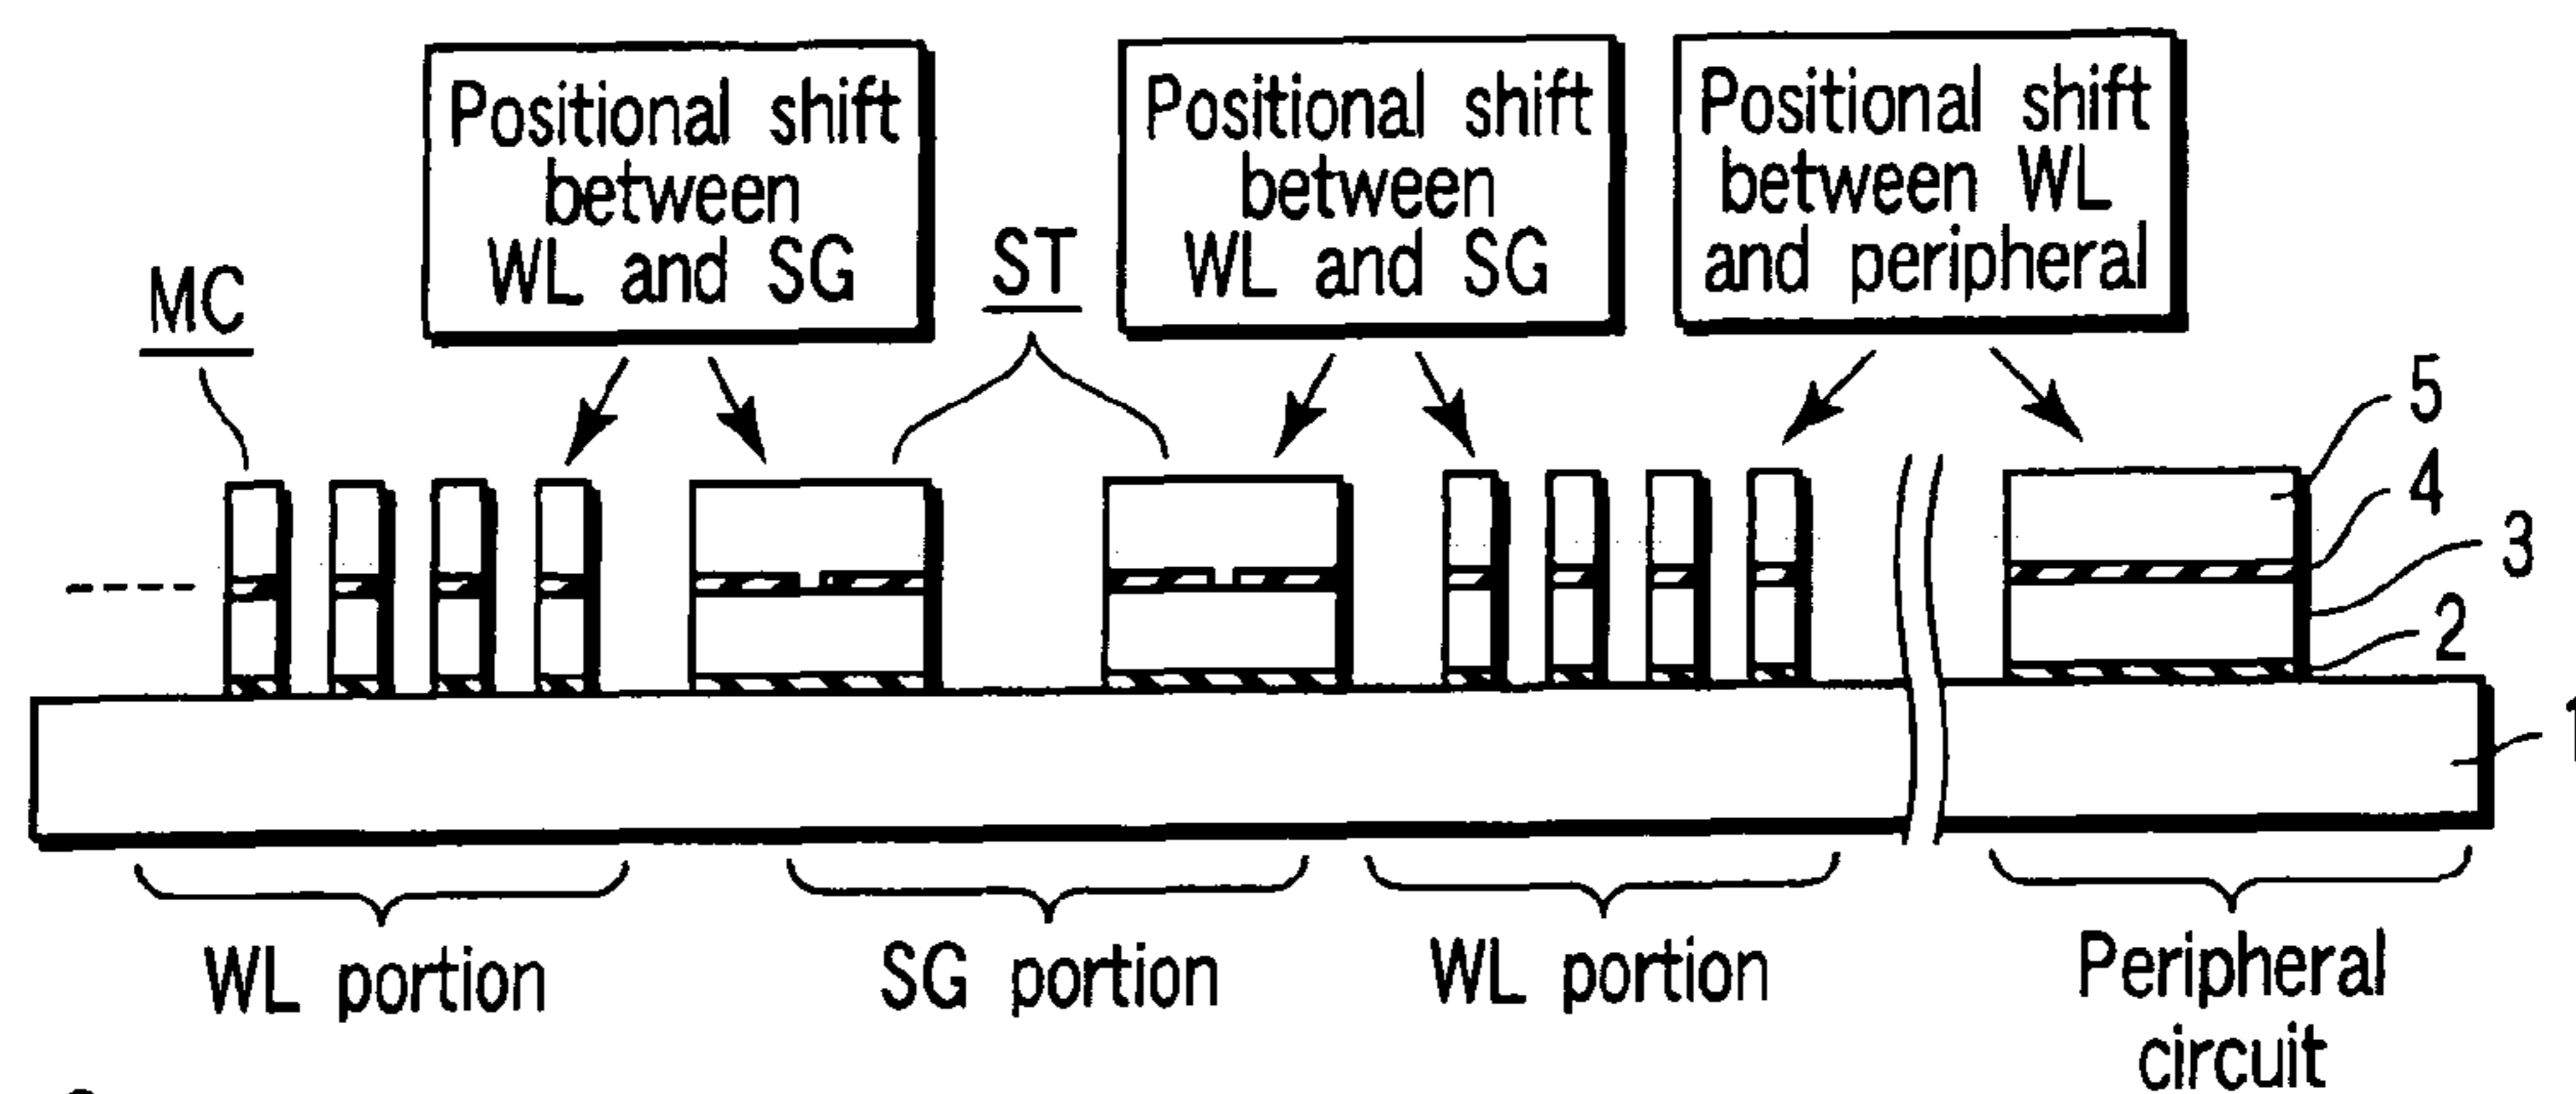 Positional shift
between
WL and SG
Positional shift
between
WL and SG
Positional shift
between WL
and peripheral
MC
ST
5
4
3
2
1
WL portion
SG portion
WL portion
Peripheral
circuit